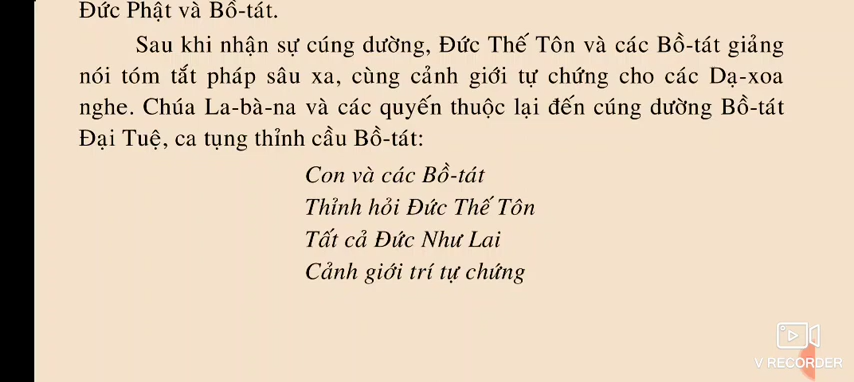 Đức Phật và Bồ-tát.
Sau khi nhận sự cúng dường, Đức Thế Tôn và các Bồ-tát giảng
nói tóm tắt pháp sâu xa, cùng cảnh giới tự chứng cho các Dạ-xoa
nghe. Chúa La-bà-na và các quyến thuộc lại đến cúng dường Bồ-tát
Đại Tuệ, ca tụng thỉnh cầu Bồ-tát:
Con và các Bồ-tát
Thỉnh hỏi Đức Thế Tôn
Tất cả Đức Như Lai
Cảnh giới trí tự chứng
V RECORDER